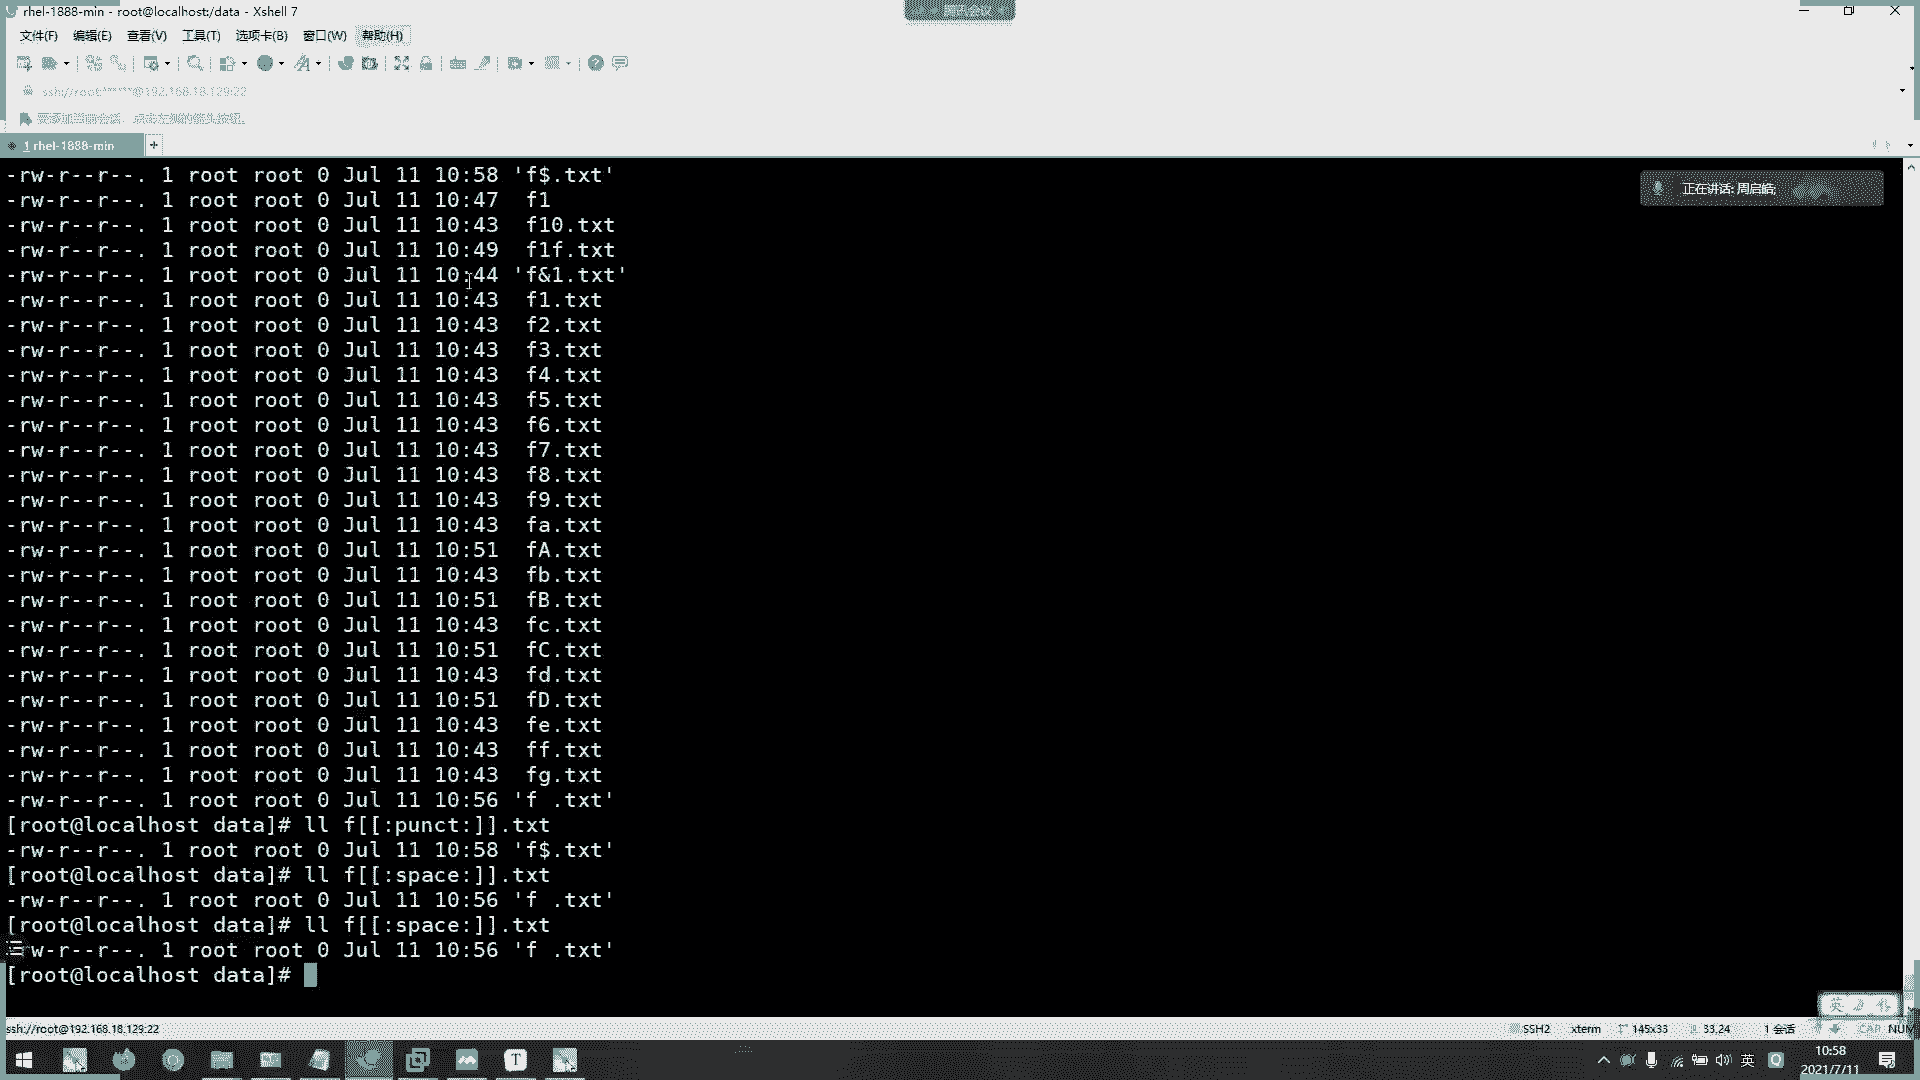 rhel-1888-min - root@localhost:/data - Xshell 7
文件(F) 编辑(E) 查看(V) 工具(T) 选项卡(B) 窗口(W) 帮助(H)
ssh://root:******@192.168.18.129:22
要添加当前会话，点击左侧的箭头按钮。
1 rhel-1888-min
正在讲话: 周启皓;
-rw-r--r--. 1 root root 0 Jul 11 10:58 'f$.txt'
-rw-r--r--. 1 root root 0 Jul 11 10:47  f1
-rw-r--r--. 1 root root 0 Jul 11 10:43  f10.txt
-rw-r--r--. 1 root root 0 Jul 11 10:49  f1f.txt
-rw-r--r--. 1 root root 0 Jul 11 10:44 'f&1.txt'
-rw-r--r--. 1 root root 0 Jul 11 10:43  f1.txt
-rw-r--r--. 1 root root 0 Jul 11 10:43  f2.txt
-rw-r--r--. 1 root root 0 Jul 11 10:43  f3.txt
-rw-r--r--. 1 root root 0 Jul 11 10:43  f4.txt
-rw-r--r--. 1 root root 0 Jul 11 10:43  f5.txt
-rw-r--r--. 1 root root 0 Jul 11 10:43  f6.txt
-rw-r--r--. 1 root root 0 Jul 11 10:43  f7.txt
-rw-r--r--. 1 root root 0 Jul 11 10:43  f8.txt
-rw-r--r--. 1 root root 0 Jul 11 10:43  f9.txt
-rw-r--r--. 1 root root 0 Jul 11 10:43  fa.txt
-rw-r--r--. 1 root root 0 Jul 11 10:51  fA.txt
-rw-r--r--. 1 root root 0 Jul 11 10:43  fb.txt
-rw-r--r--. 1 root root 0 Jul 11 10:51  fB.txt
-rw-r--r--. 1 root root 0 Jul 11 10:43  fc.txt
-rw-r--r--. 1 root root 0 Jul 11 10:51  fC.txt
-rw-r--r--. 1 root root 0 Jul 11 10:43  fd.txt
-rw-r--r--. 1 root root 0 Jul 11 10:51  fD.txt
-rw-r--r--. 1 root root 0 Jul 11 10:43  fe.txt
-rw-r--r--. 1 root root 0 Jul 11 10:43  ff.txt
-rw-r--r--. 1 root root 0 Jul 11 10:43  fg.txt
-rw-r--r--. 1 root root 0 Jul 11 10:56 'f .txt'
[root@localhost data]# ll f[[:punct:]].txt
-rw-r--r--. 1 root root 0 Jul 11 10:58 'f$.txt'
[root@localhost data]# ll f[[:space:]].txt
-rw-r--r--. 1 root root 0 Jul 11 10:56 'f .txt'
[root@localhost data]# ll f[[:space:]].txt
w-r--r--. 1 root root 0 Jul 11 10:56 'f .txt'
[root@localhost data]#
ssh://root@192.168.18.129:22 SSH2 xterm 145x33 33,24 1 会话 CAP NUM
英
英 10:58
2021/7/11